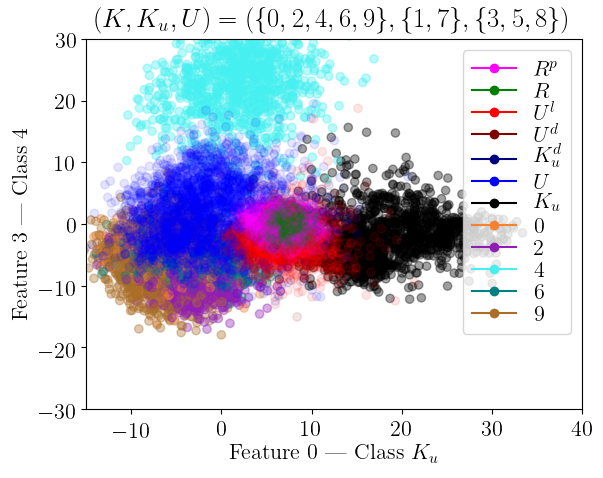 (K, K_u, U) = ({0, 2, 4, 6, 9}, {1, 7}, {3, 5, 8})
30
20
10
0
−10
−20
−30
Feature 3 — Class 4
−10
0
10
20
30
40
Feature 0 — Class K_u
R^p
R
U^l
U^d
K_u^d
U
K_u
0
2
4
6
9